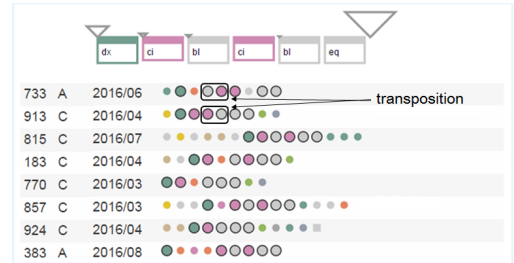 dx ci bl ci bl eq
733 A 2016/06
transposition
913 C 2016/04
815 C 2016/07
183 C 2016/04
770 C 2016/03
857 C 2016/03
924 C 2016/04
383 A 2016/08